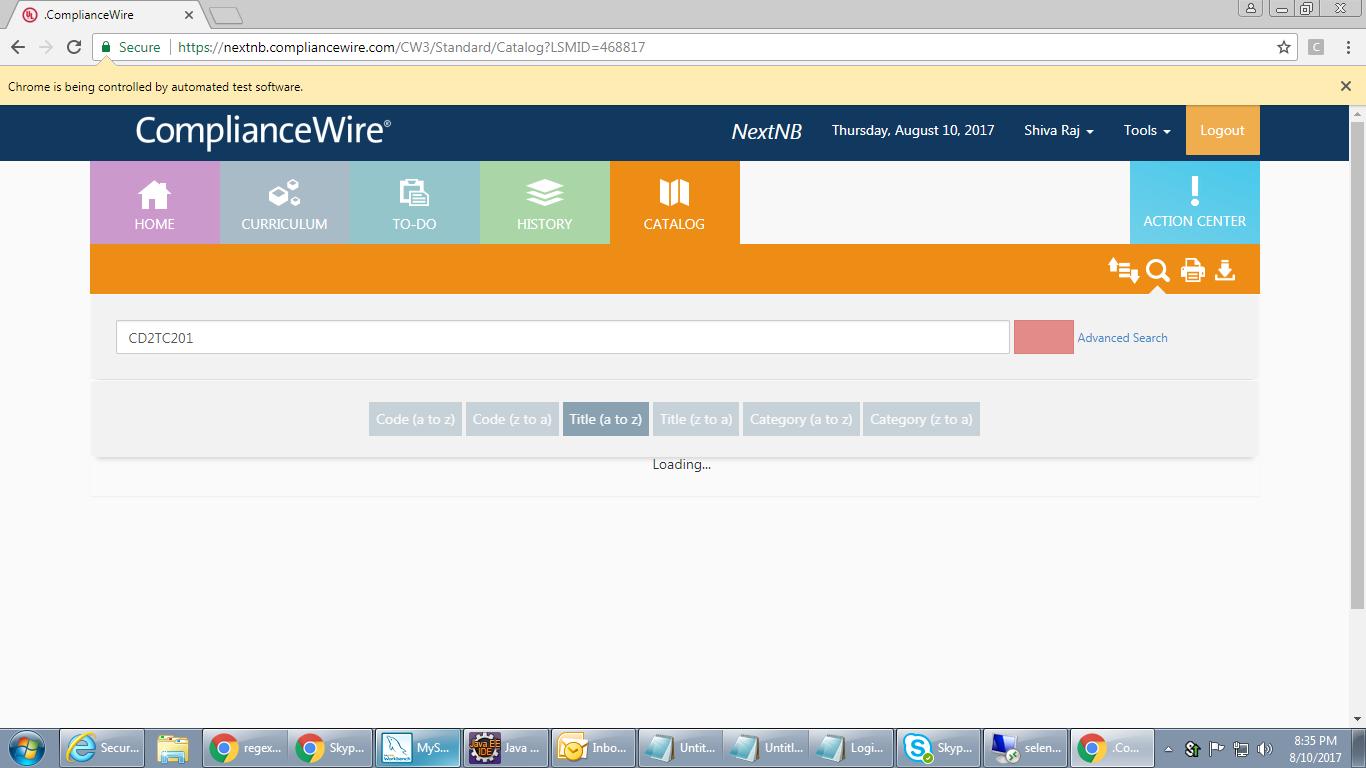 .ComplianceWire
Secure
https://nextnb.compliancewire.com/CW3/Standard/Catalog?LSMID=468817
C
Chrome is being controlled by automated test software.
ComplianceWire®
NextNB
Thursday, August 10, 2017
Shiva Raj
Tools
Logout
HOME
CURRICULUM
TO-DO
HISTORY
CATALOG
ACTION CENTER
CD2TC201
Advanced Search
Code (a to z)
Code (z to a)
Title (a to z)
Title (z to a)
Category (a to z)
Category (z to a)
Loading...
Secur...
regex...
Skyp...
MyS...
Java ...
Inbo...
Untit...
Untitl...
Logi...
Skyp...
selen...
.Co...
8:35 PM
8/10/2017